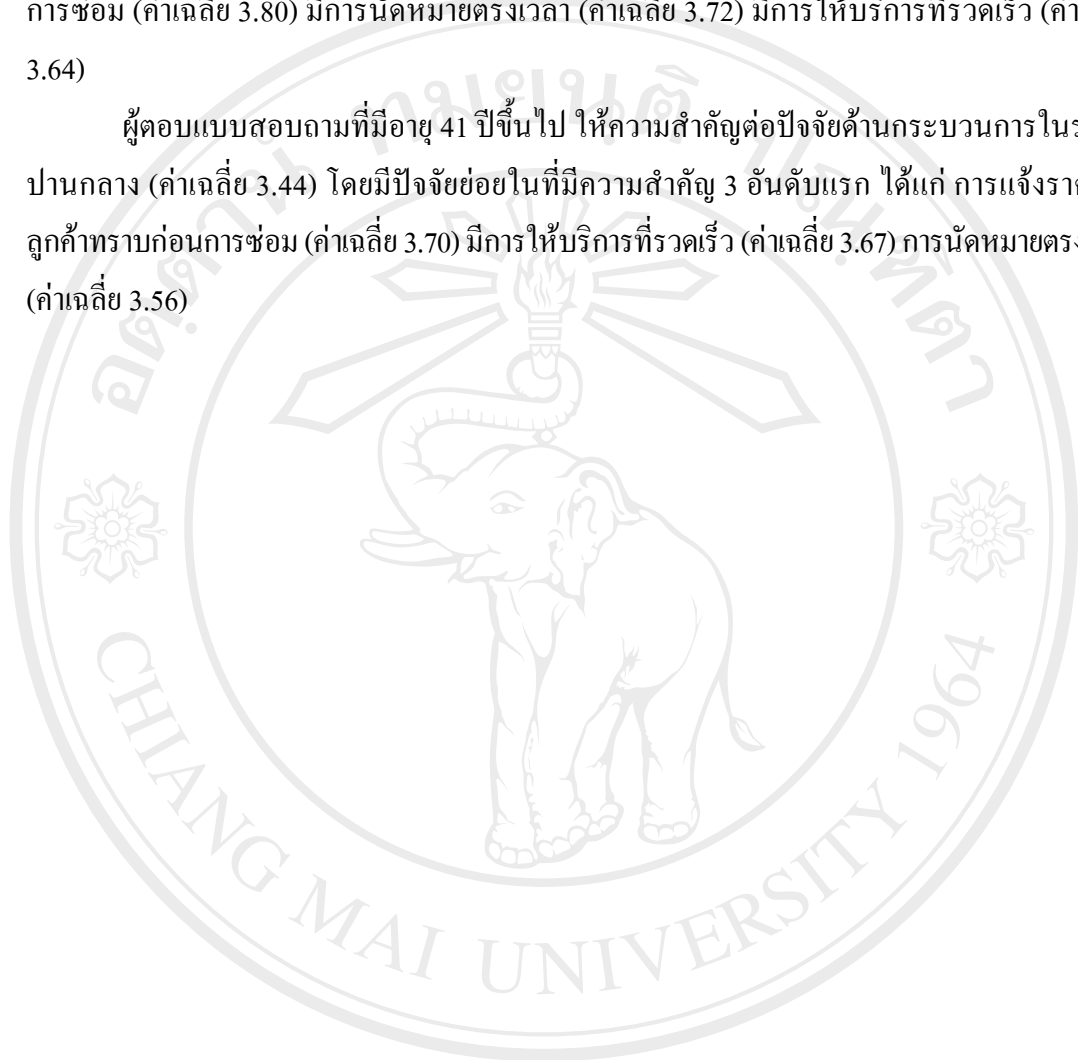 การซ่อม (ค่าเฉลี่ย 3.80) มีการนัดหมายตรงเวลา (ค่าเฉลี่ย 3.72) มีการให้บริการที่รวดเร็ว (ค่า
3.64)
ผู้ตอบแบบสอบถามที่มีอายุ 41 ปีขึ้นไป ให้ความสำคัญต่อปัจจัยด้านกระบวนการใน
ปานกลาง (ค่าเฉลี่ย 3.44) โดยมีปัจจัยย่อยในที่มีความสำคัญ 3 อันดับแรก ได้แก่ การแจ้ง
ลูกค้าทราบก่อนการซ่อม (ค่าเฉลี่ย 3.70) มีการให้บริการที่รวดเร็ว (ค่าเฉลี่ย 3.67) การนัดหมายตรง
(ค่าเฉลี่ย 3.56)
CHIANG MAI UNIVERSITY 1964